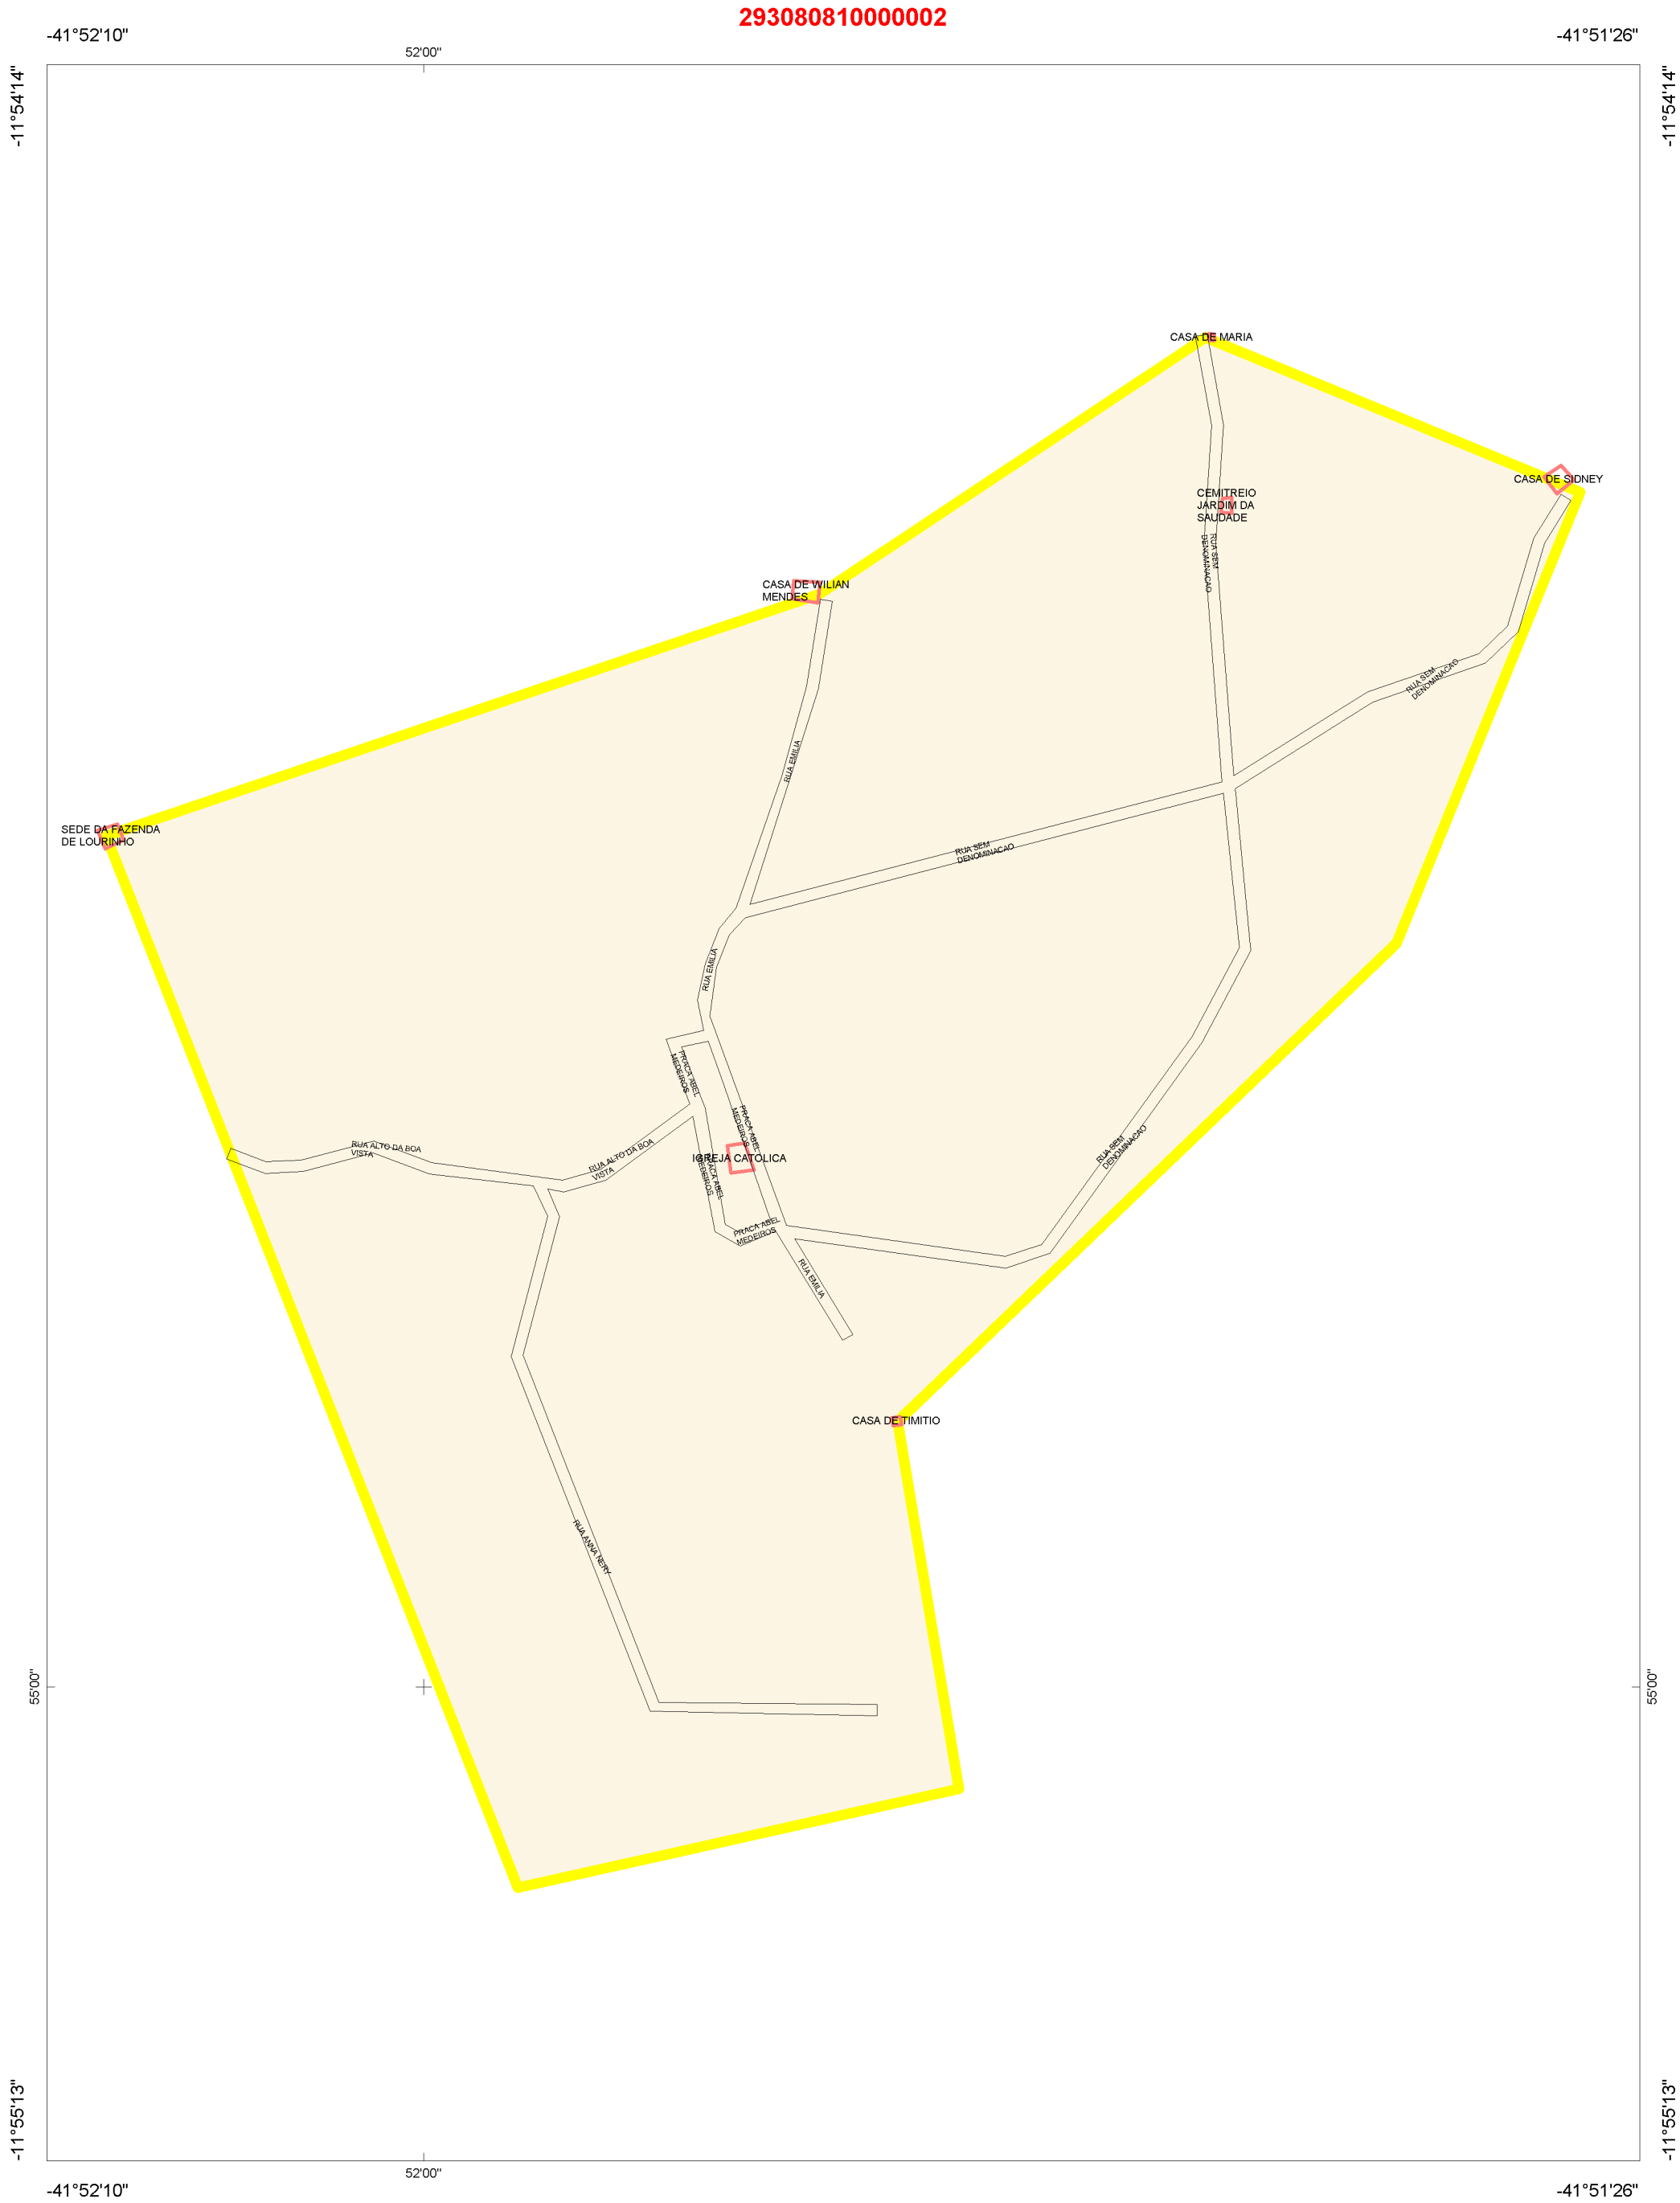 293080810000002
-41°52'10"
-41°51'26"
52'00"
-11°54'14"
-11°54'14"
CASA DE MARIA
CASA DE SIDNEY
CEMITREIO
JARDIM DA
SAUDADE
RUA SEM
DENOMINACAO
CASA DE WILIAN
MENDES
RUA SEM
DENOMINACAO
RUA EMILIA
SEDE DA FAZENDA
DE LOURINHO
RUA SEM
DENOMINACAO
RUA EMILIA
PRACA ABEL
MEDEIROS
PRACA ABEL
MEDEIROS
RUA ALTO DA BOA
VISTA
RUA ALTO DA BOA
VISTA
IGREJA CATOLICA
PRACA ABEL
MEDEIROS
RUA SEM
DENOMINACAO
PRACA ABEL
MEDEIROS
RUA EMILIA
CASA DE TIMITIO
RUA ANNA NERY
55'00"
55'00"
-11°55'13"
-11°55'13"
52'00"
-41°52'10"
-41°51'26"